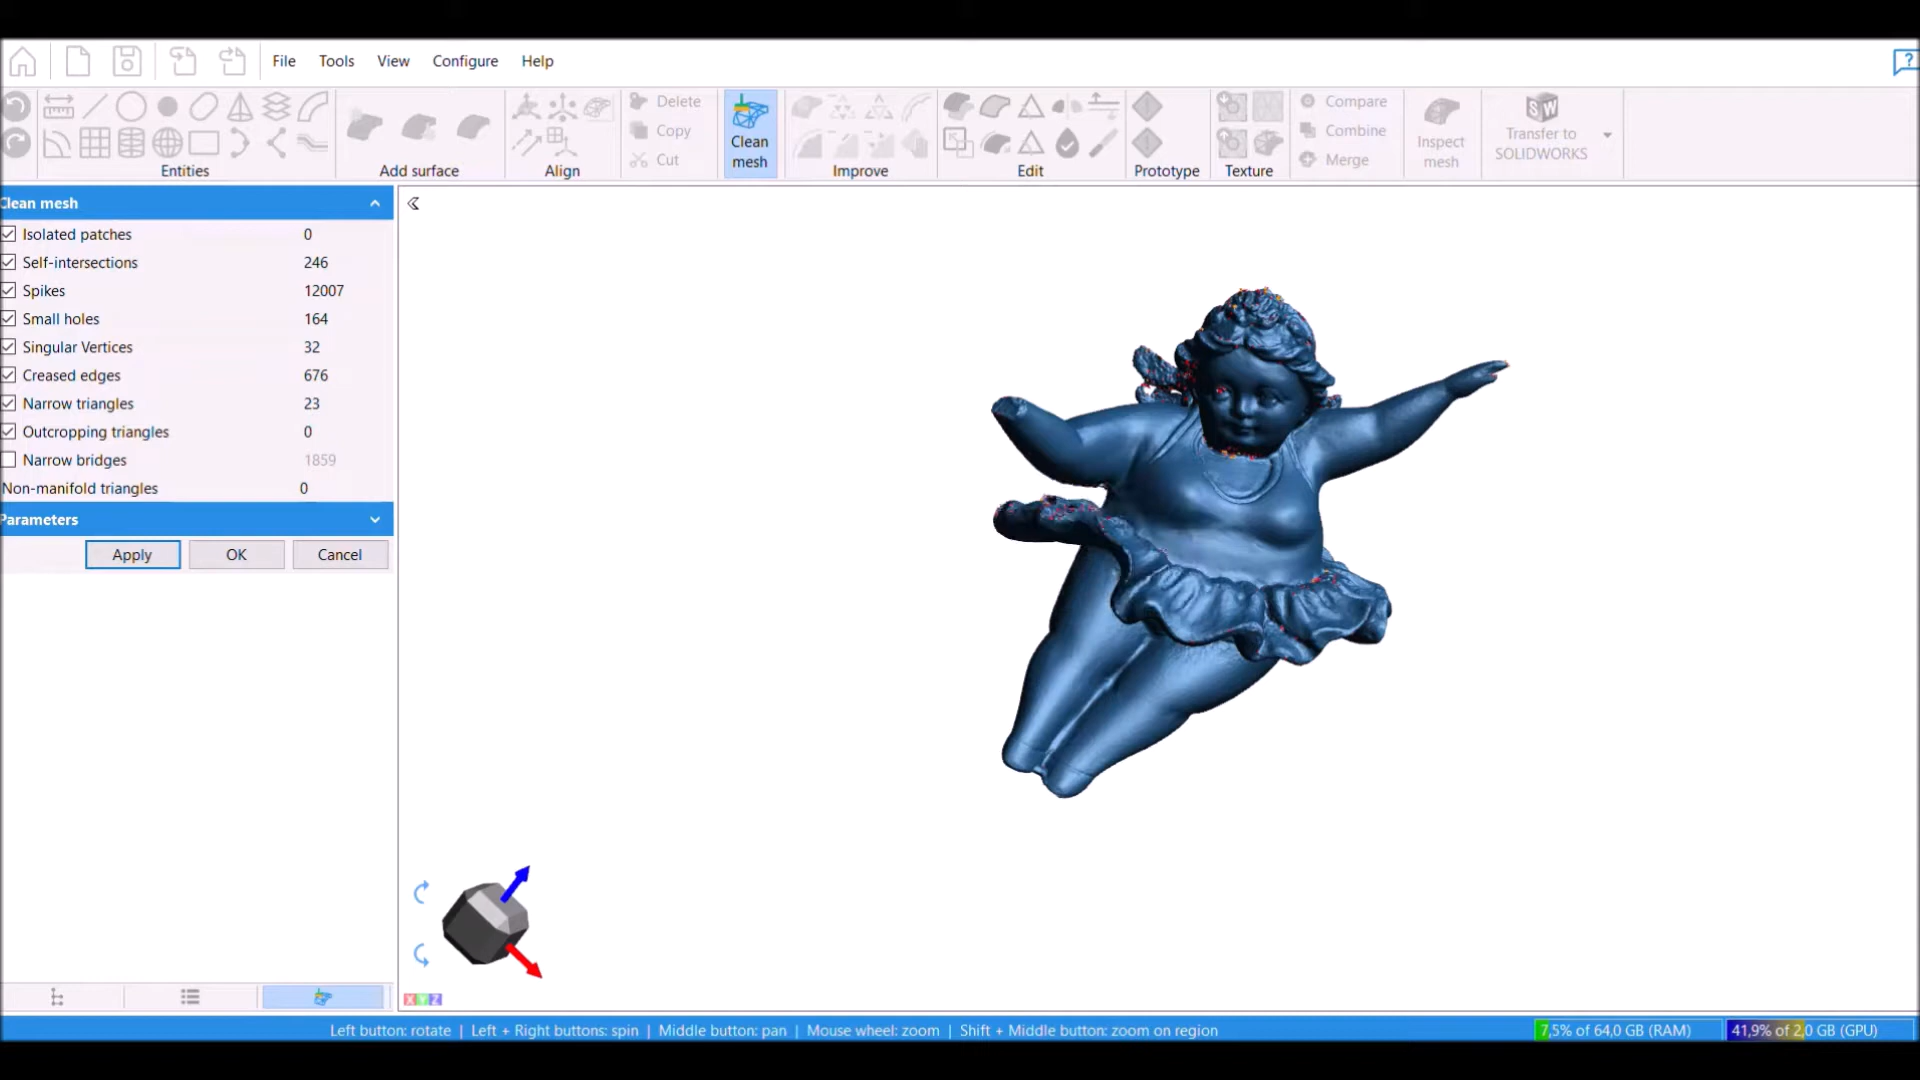 File Tools View Configure Help
?
Delete
Copy
Cut
Clean
mesh
Compare
Combine
Merge
Inspect
mesh
SW
Transfer to
SOLIDWORKS
Entities
Add surface
Align
Improve
Edit
Prototype
Texture
Clean mesh
Isolated patches 0
Self-intersections 246
Spikes 12007
Small holes 164
Singular Vertices 32
Creased edges 676
Narrow triangles 23
Outcropping triangles 0
Narrow bridges 1859
Non-manifold triangles 0
Parameters
Apply OK Cancel
XYZ
Left button: rotate | Left + Right buttons: spin | Middle button: pan | Mouse wheel: zoom | Shift + Middle button: zoom on region
7,5% of 64,0 GB (RAM)
41,9% of 2,0 GB (GPU)